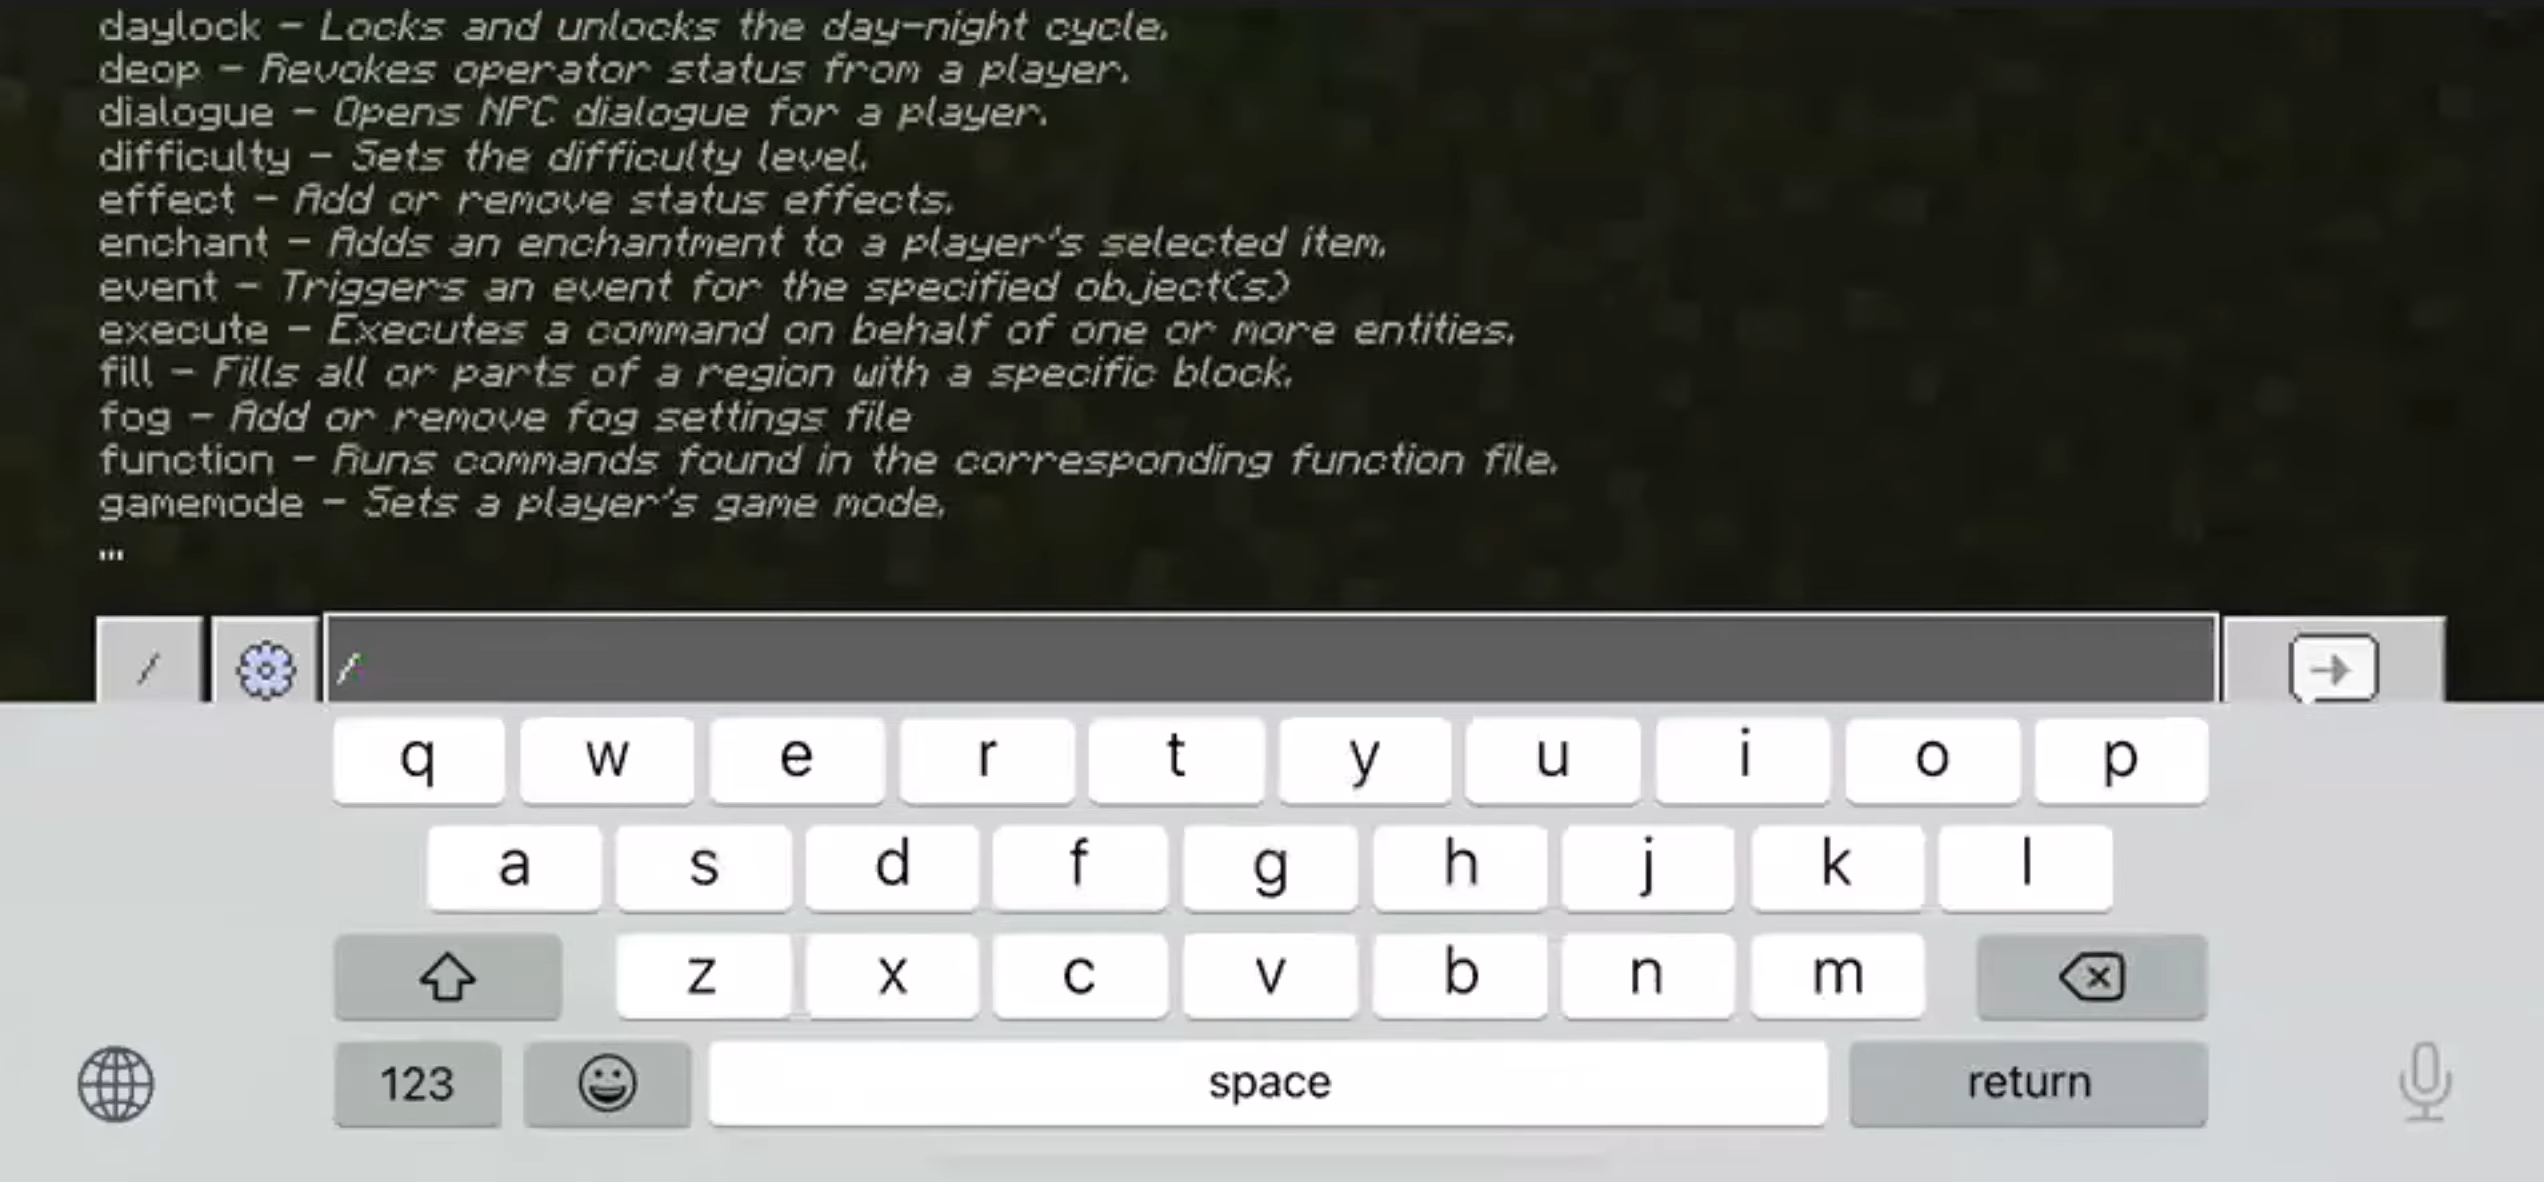 daylock - Locks and unlocks the day-night cycle.
deop - Revokes operator status from a player.
dialogue - Opens NPC dialogue for a player.
difficulty - Sets the difficulty level.
effect - Add or remove status effects.
enchant - Adds an enchantment to a player's selected item.
event - Triggers an event for the specified object(s)
execute - Executes a command on behalf of one or more entities.
fill - Fills all or parts of a region with a specific block.
fog - Add or remove fog settings file
function - Runs commands found in the corresponding function file.
gamemode - Sets a player's game mode.
...
/ /
q w e r t y u i o p
a s d f g h j k l
z x c v b n m
123 space return